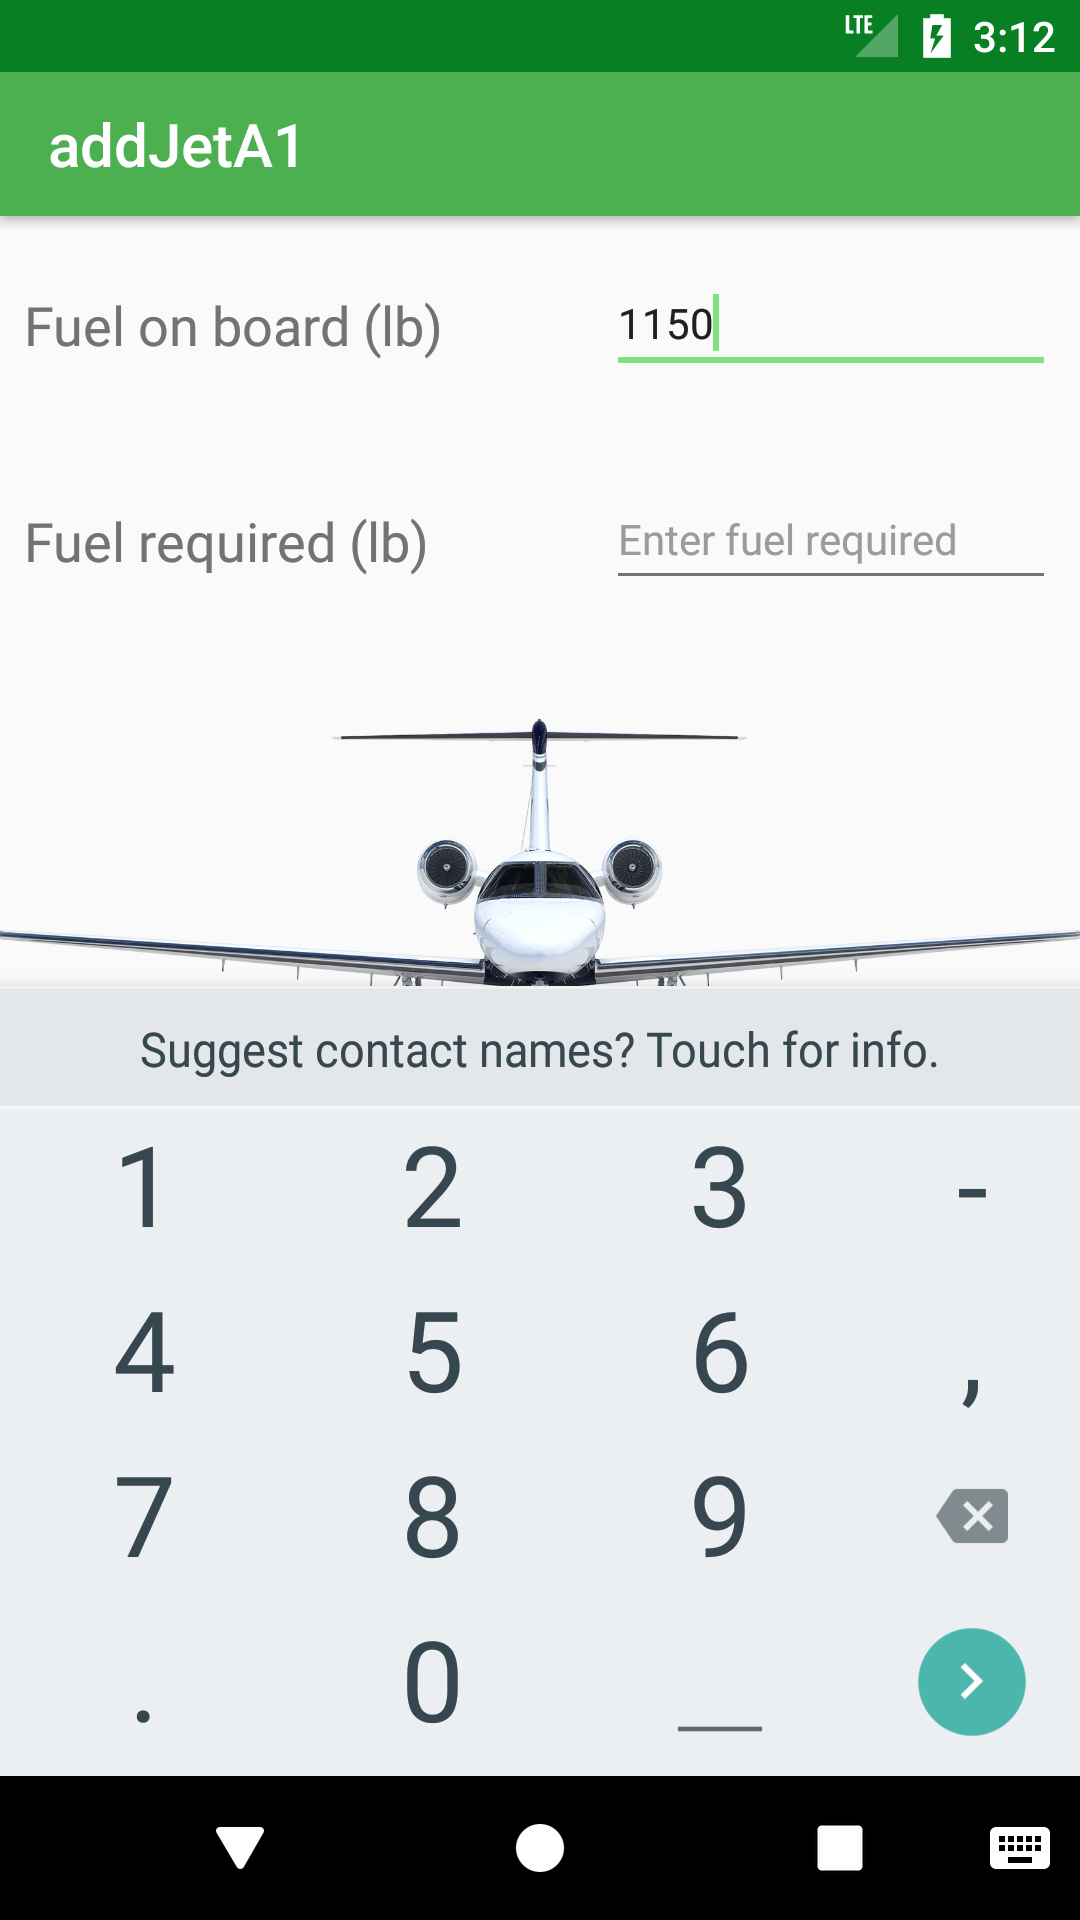 LTE 3:12
addJetA1
Fuel on board (lb) 1150
Fuel required (lb) Enter fuel required
Suggest contact names? Touch for info.
1 2 3 -
4 5 6 ,
7 8 9
. 0 _